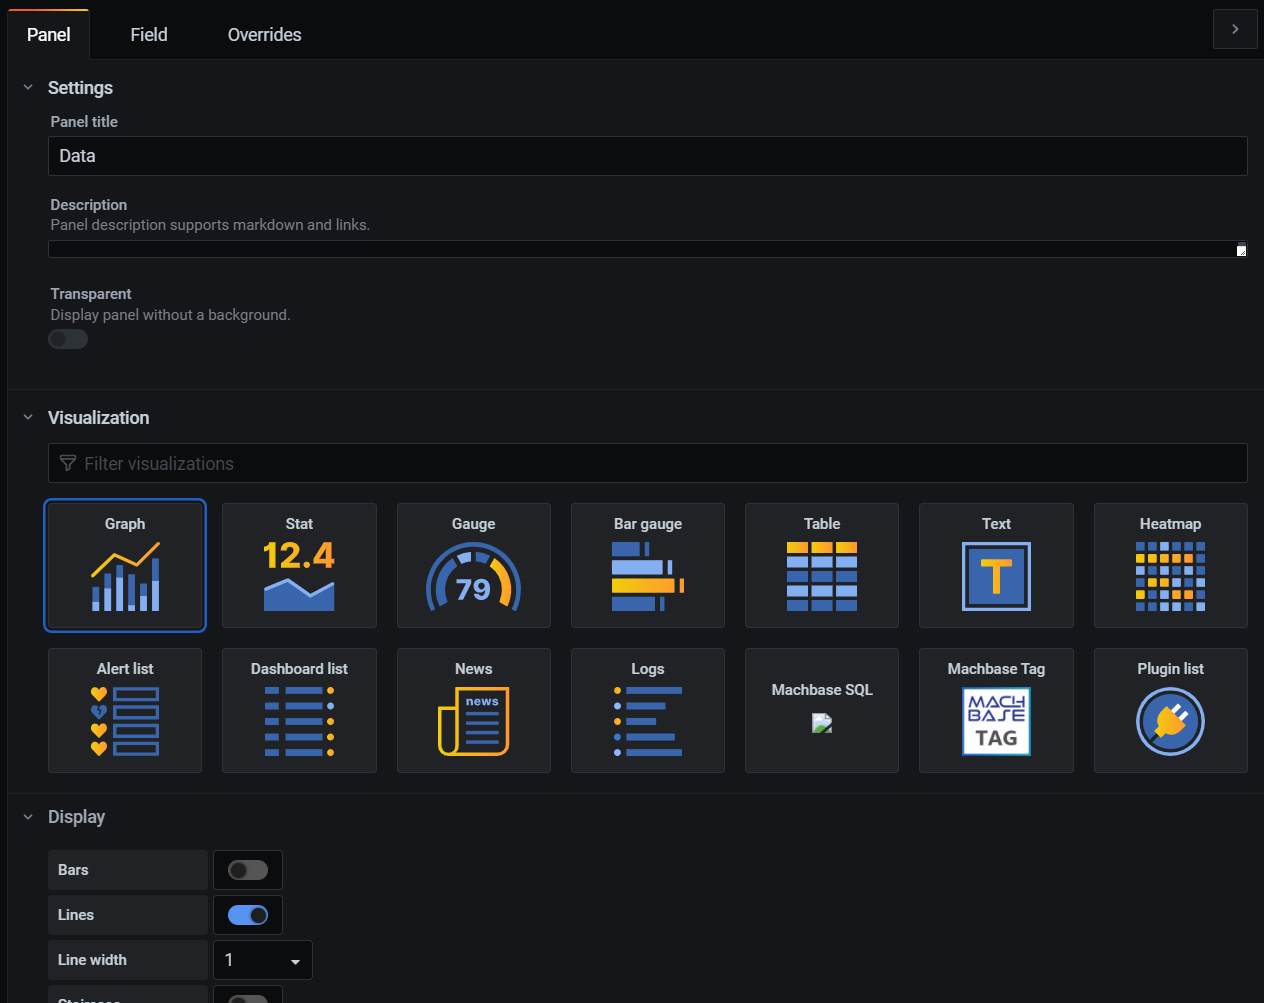 Panel
Field
Overrides
Settings
Panel title
Data
Description
Panel description supports markdown and links.
Transparent
Display panel without a background.
Visualization
Filter visualizations
Graph
Stat
Gauge
Bar gauge
Table
Text
Heatmap
12.4
79
T
Alert list
Dashboard list
News
Logs
Machbase SQL
Machbase Tag
Plugin list
news
MACH
BASE
TAG
Display
Bars
Lines
Line width
1
Staircase